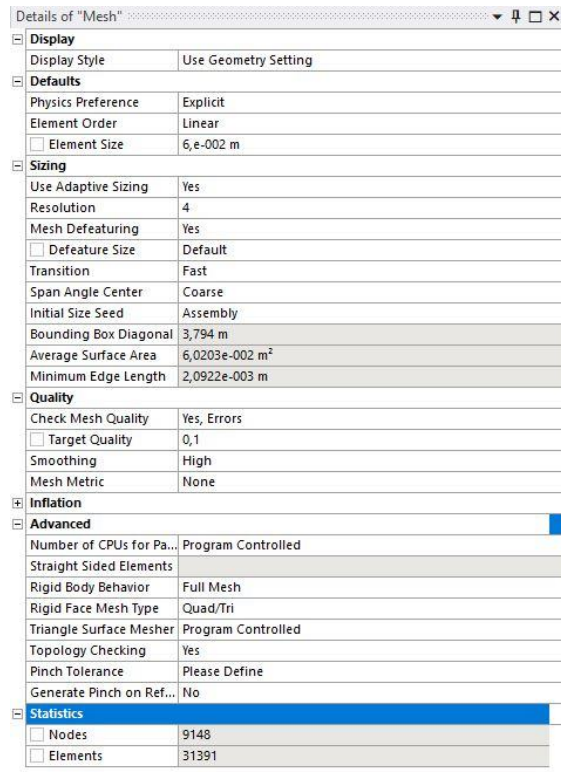 Details of "Mesh"
Display
Display Style Use Geometry Setting
Defaults
Physics Preference Explicit
Element Order Linear
Element Size 6,e-002 m
Sizing
Use Adaptive Sizing Yes
Resolution 4
Mesh Defeaturing Yes
Defeature Size Default
Transition Fast
Span Angle Center Coarse
Initial Size Seed Assembly
Bounding Box Diagonal 3,794 m
Average Surface Area 6,0203e-002 m²
Minimum Edge Length 2,0922e-003 m
Quality
Check Mesh Quality Yes, Errors
Target Quality 0,1
Smoothing High
Mesh Metric None
Inflation
Advanced
Number of CPUs for Pa... Program Controlled
Straight Sided Elements
Rigid Body Behavior Full Mesh
Rigid Face Mesh Type Quad/Tri
Triangle Surface Mesher Program Controlled
Topology Checking Yes
Pinch Tolerance Please Define
Generate Pinch on Ref... No
Statistics
Nodes 9148
Elements 31391